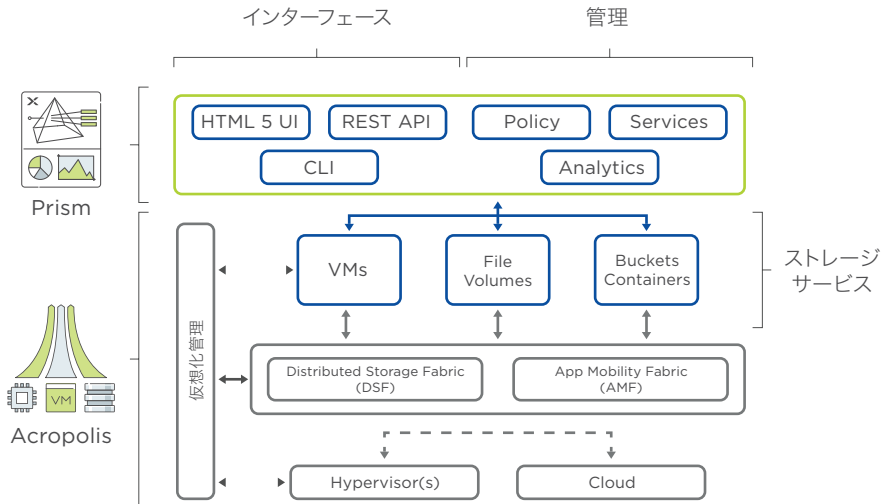 インターフェース
管理
HTML 5 UI
REST API
Policy
Services
CLI
Analytics
Prism
VMs
File
Volumes
Buckets
Containers
ストレージ
サービス
仮想化管理
Distributed Storage Fabric
(DSF)
App Mobility Fabric
(AMF)
VM
Acropolis
Hypervisor(s)
Cloud